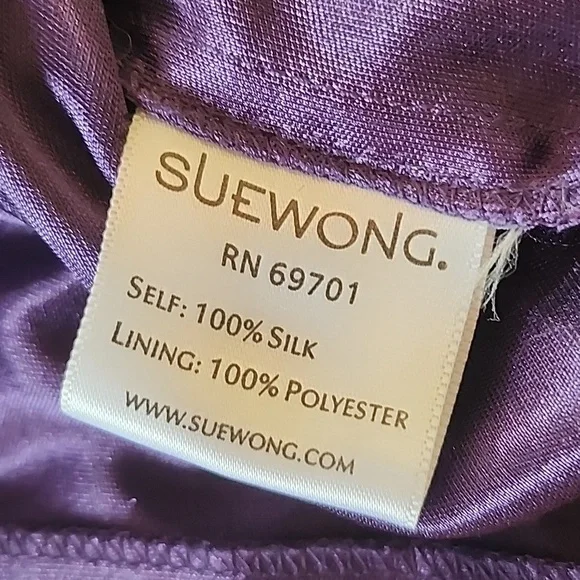 SUEWONG.
RN 69701
SELF: 100% SILK
LINING: 100% POLYESTER
WWW.SUEWONG.COM